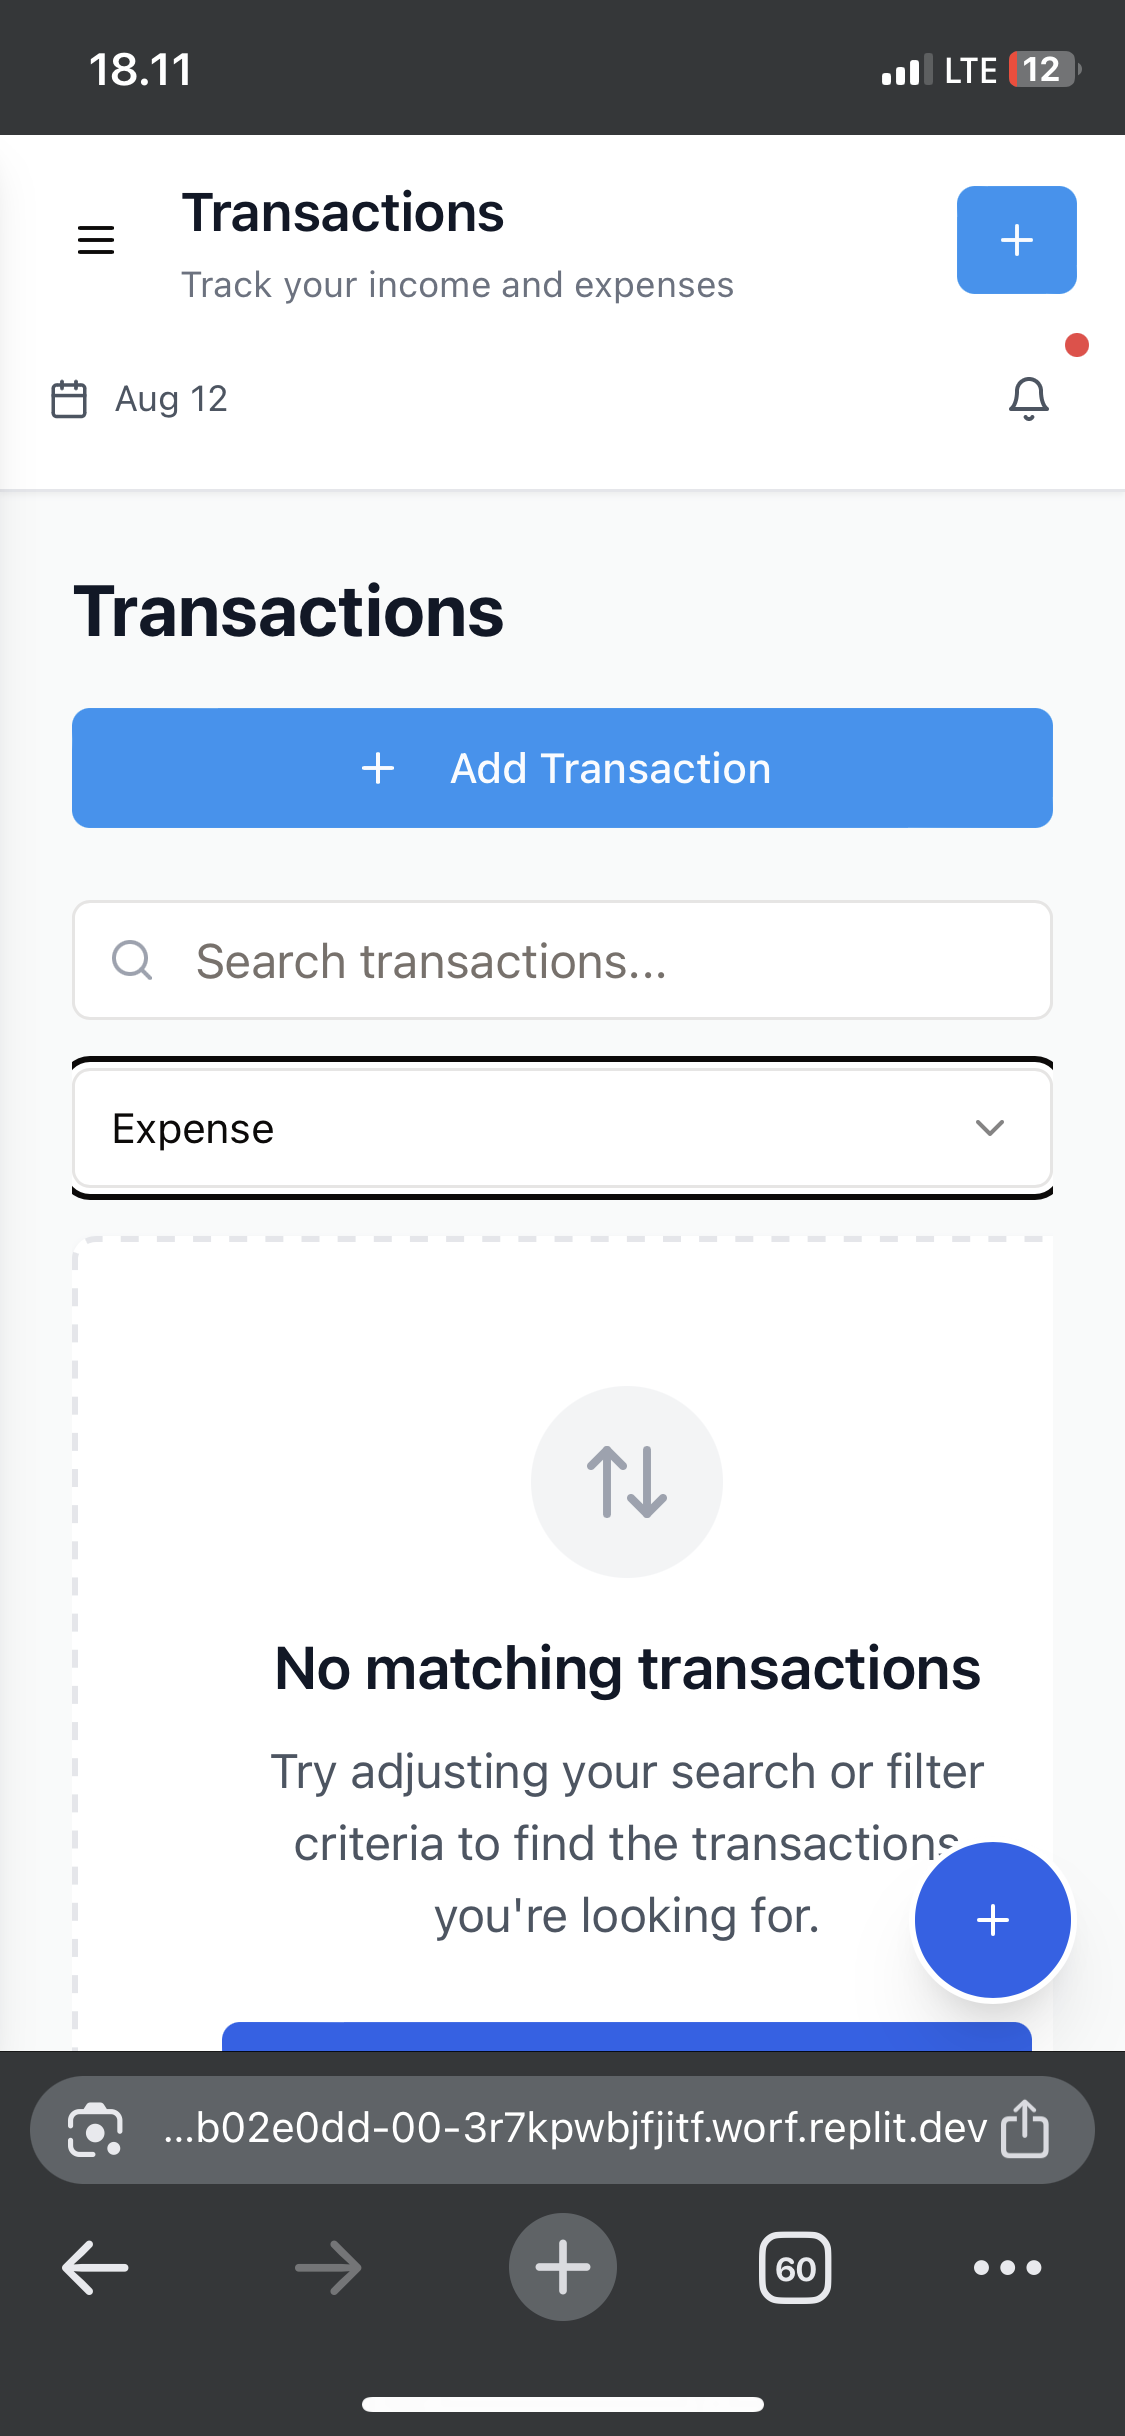 18.11
LTE 12
Transactions
Track your income and expenses
Aug 12
Transactions
Add Transaction
Search transactions...
Expense
No matching transactions
Try adjusting your search or filter
criteria to find the transactions
you're looking for.
...b02e0dd-00-3r7kpwbjfjitf.worf.replit.dev
60